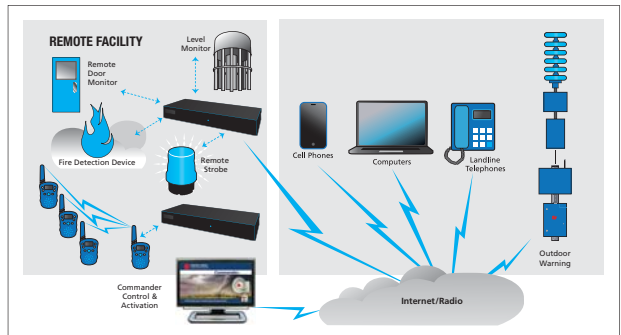 REMOTE FACILITY
Level
Monitor
Remote
Door
Monitor
Fire Detection Device
Remote
Strobe
Cell Phones
Computers
Landline
Telephones
Outdoor
Warning
Commander
Control &
Activation
Internet/Radio